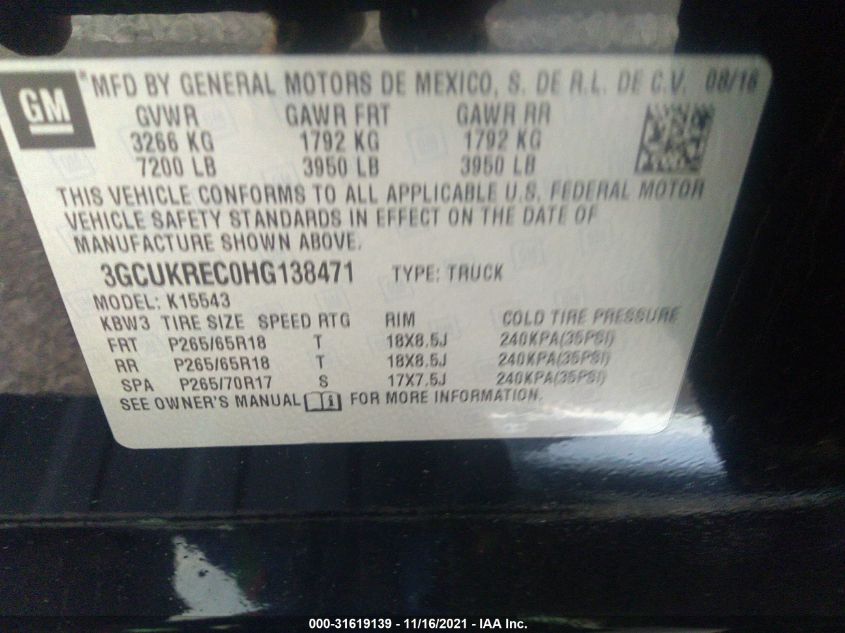 GM ® MFD BY GENERAL MOTORS DE MEXICO, S. DE R.L. DE C.V. 08/16
GVWR GAWR FRT GAWR RR
3266 KG 1792 KG 1792 KG
7200 LB 3950 LB 3950 LB
THIS VEHICLE CONFORMS TO ALL APPLICABLE U.S. FEDERAL MOTOR
VEHICLE SAFETY STANDARDS IN EFFECT ON THE DATE OF
MANUFACTURE SHOWN ABOVE.
3GCUKREC0HG138471 TYPE: TRUCK
MODEL: K15543
KBW3 TIRE SIZE SPEED RTG RIM COLD TIRE PRESSURE
FRT P265/65R18 T 18X8.5J 240KPA(35PSI)
RR P265/65R18 T 18X8.5J 240KPA(35PSI)
SPA P265/70R17 S 17X7.5J 240KPA(35PSI)
SEE OWNER'S MANUAL i FOR MORE INFORMATION.
000-31619139 - 11/16/2021 - IAA Inc.